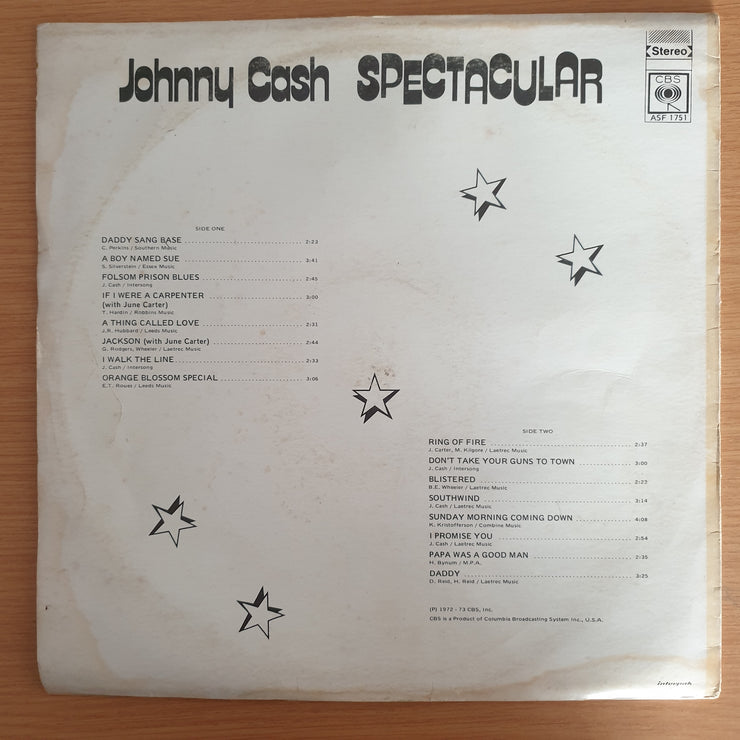 Johnny Cash SPECTACULAR
Stereo
CBS
ASF 1751
SIDE ONE
DADDY SANG BASE 2:23
C. Perkins / Southern Music
A BOY NAMED SUE 3:41
S. Silverstein / Essex Music
FOLSOM PRISON BLUES 2:45
J. Cash / Intersong
IF I WERE A CARPENTER 3:00
(with June Carter)
T. Hardin / Robbins Music
A THING CALLED LOVE 2:31
J.R. Hubbard / Leeds Music
JACKSON (with June Carter) 2:44
G. Rodgers, Wheeler / Laetrec Music
I WALK THE LINE 2:33
J. Cash / Intersong
ORANGE BLOSSOM SPECIAL 3:06
E.T. Rouse / Leeds Music
SIDE TWO
RING OF FIRE 2:37
J. Carter, M. Kilgore / Laetrec Music
DON'T TAKE YOUR GUNS TO TOWN 3:00
J. Cash / Intersong
BLISTERED 2:23
B.E. Wheeler / Laetrec Music
SOUTHWIND 3:14
J. Cash / Laetrec Music
SUNDAY MORNING COMING DOWN 4:08
K. Kristofferson / Combine Music
I PROMISE YOU 2:54
J. Cash / Laetrec Music
PAPA WAS A GOOD MAN 2:35
H. Bynum / M.P.A.
DADDY 3:25
D. Reid, H. Reid / Laetrec Music
(P) 1972 - 73 CBS, Inc.
CBS is a Product of Columbia Broadcasting System Inc., U.S.A.